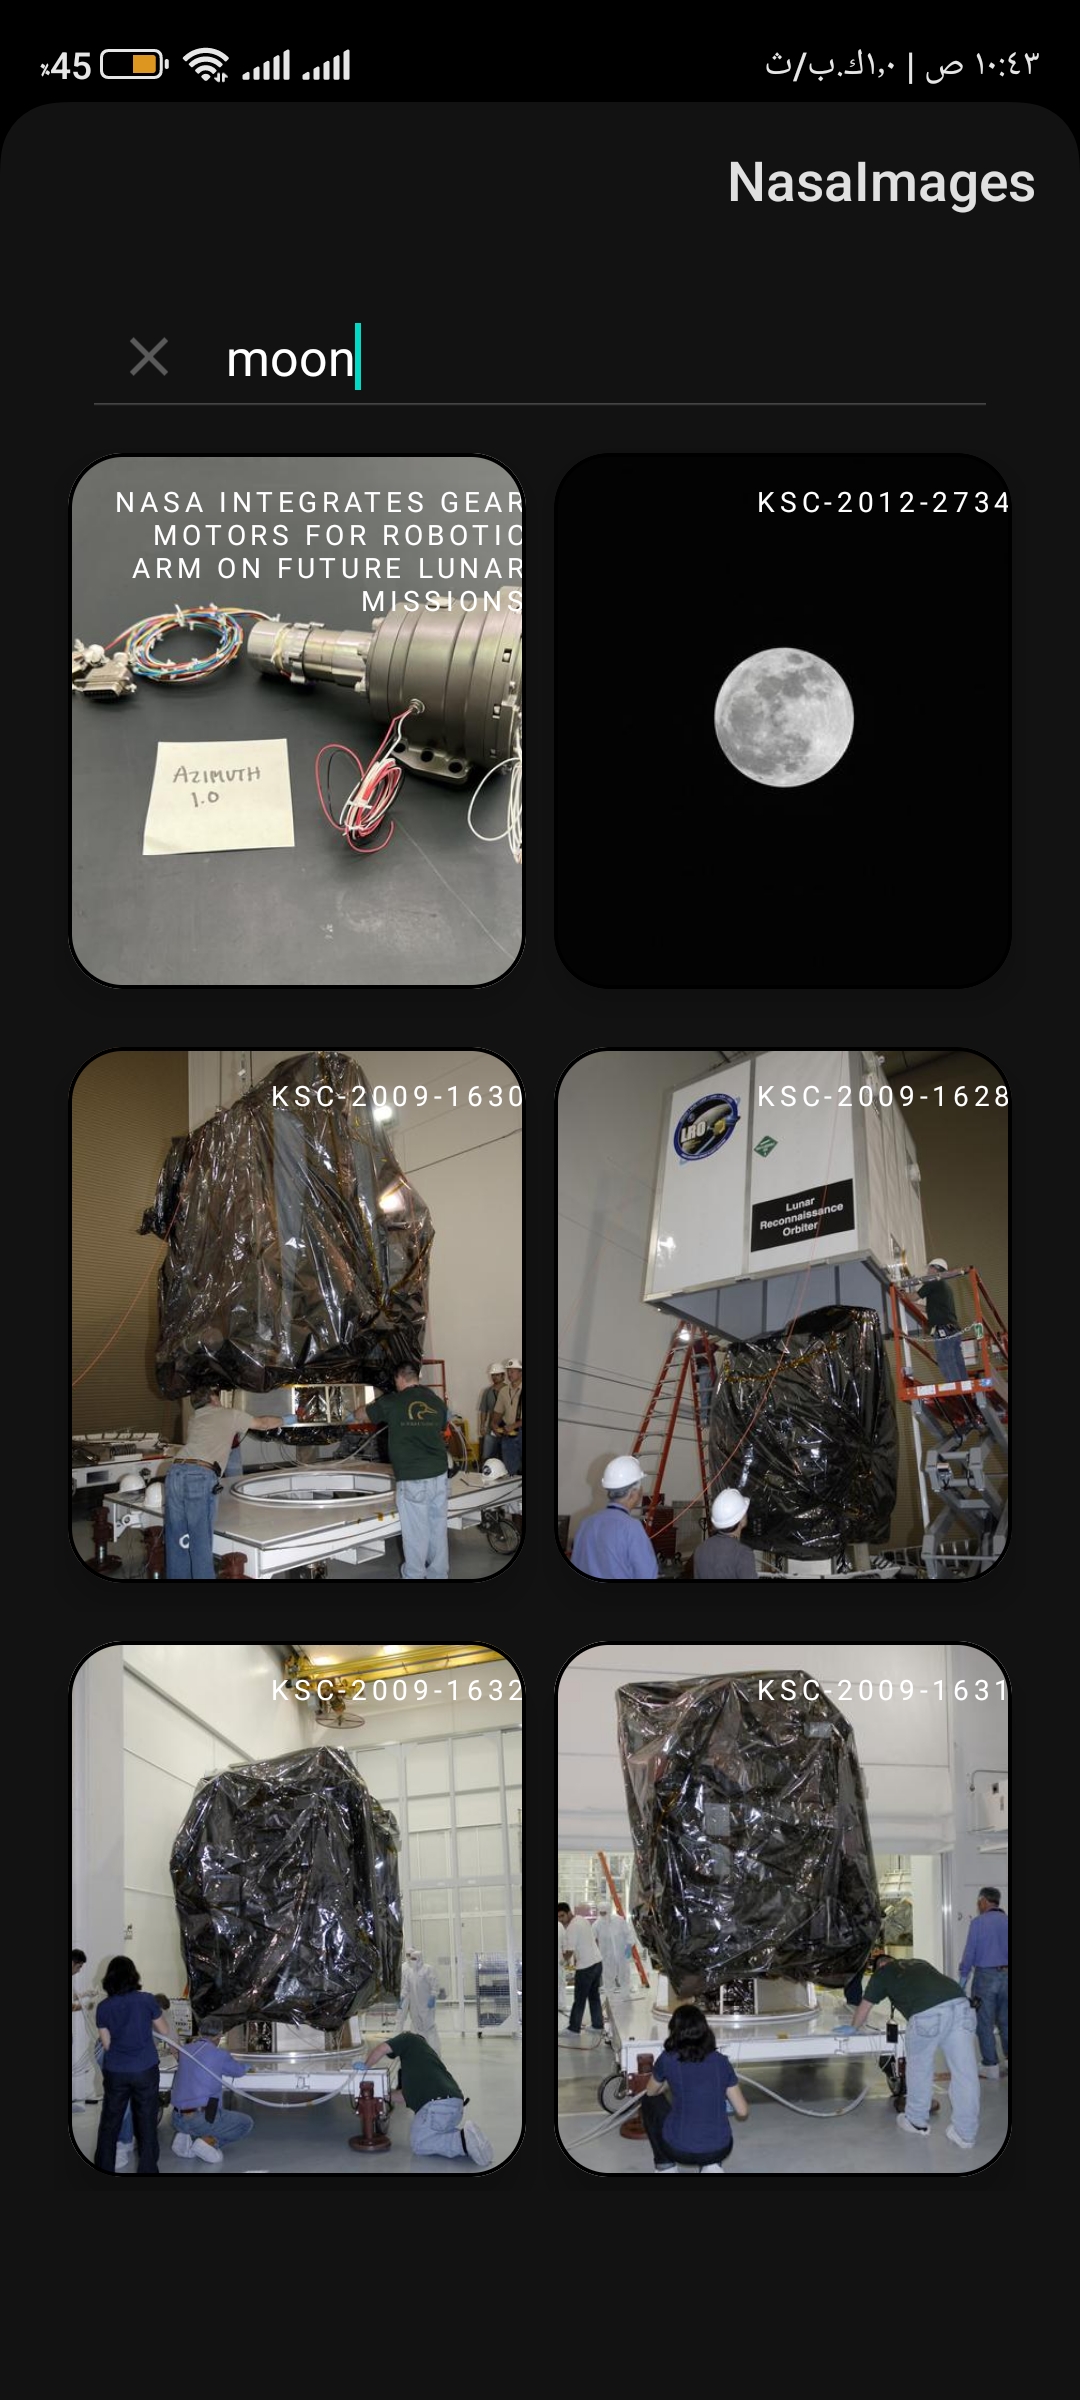 ١٠:٤٣ ص | ١٫٠ك.ب/ث
٪45
NasaImages
moon
NASA INTEGRATES GEAR
MOTORS FOR ROBOTIC
ARM ON FUTURE LUNAR
MISSIONS
AZIMUTH
1.0
KSC-2012-2734
KSC-2009-1630
KSC-2009-1628
LRO
Lunar
Reconnaissance
Orbiter
KSC-2009-1632
KSC-2009-1631